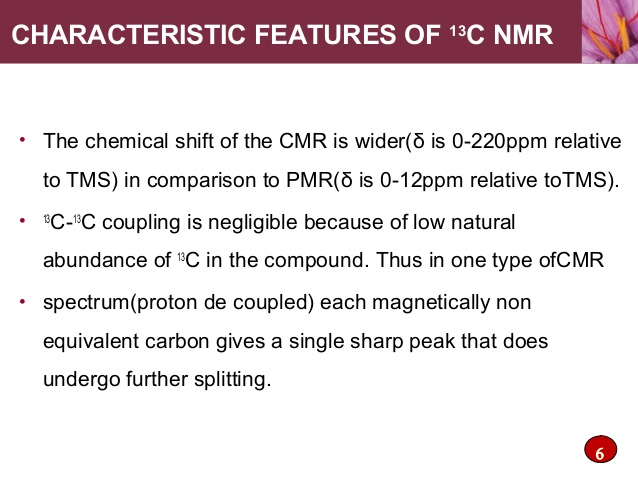 CHARACTERISTIC FEATURES OF ¹³C NMR
• The chemical shift of the CMR is wider(δ is 0-220ppm relative
to TMS) in comparison to PMR(δ is 0-12ppm relative toTMS).
• ¹³C-¹³C coupling is negligible because of low natural
abundance of ¹³C in the compound. Thus in one type ofCMR
• spectrum(proton de coupled) each magnetically non
equivalent carbon gives a single sharp peak that does
undergo further splitting.
6